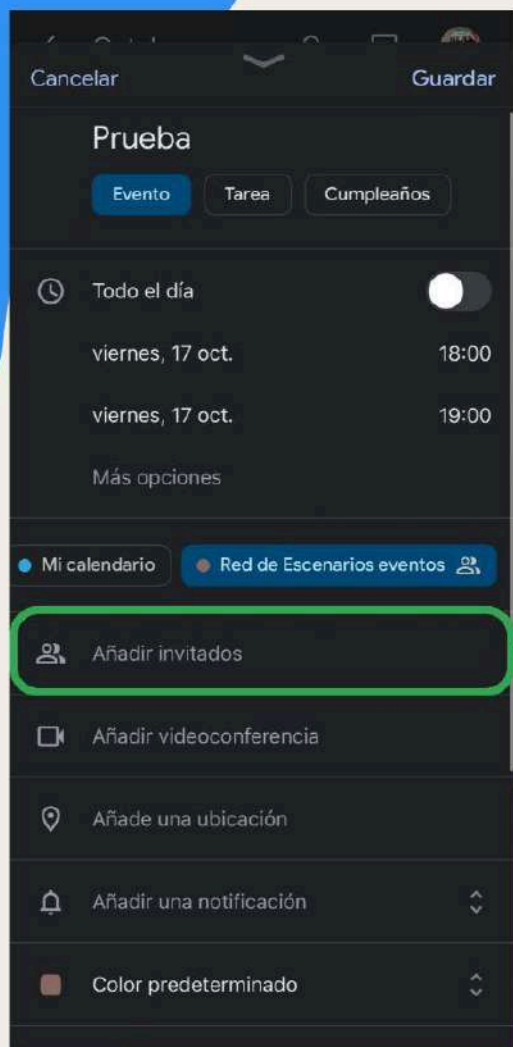 Cancelar
Guardar
Prueba
Evento
Tarea
Cumpleaños
Todo el día
viernes, 17 oct.
18:00
viernes, 17 oct.
19:00
Más opciones
Mi calendario
Red de Escenarios eventos
Añadir invitados
Añadir videoconferencia
Añade una ubicación
Añadir una notificación
Color predeterminado